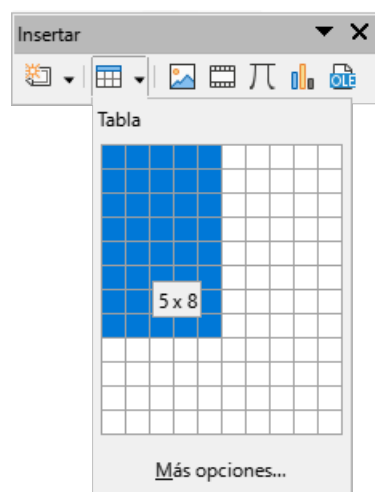 Insertar
OLE
Tabla
5 x 8
Más opciones...